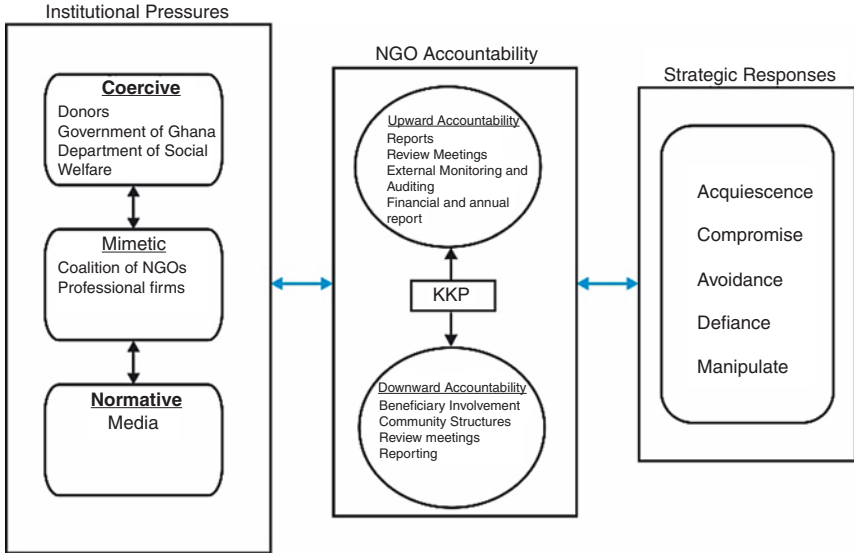 Institutional Pressures
Coercive
Donors
Government of Ghana
Department of Social
Welfare
Mimetic
Coalition of NGOs
Professional firms
Normative
Media
NGO Accountability
Upward Accountability
Reports
Review Meetings
External Monitoring and
Auditing
Financial and annual
report
KKP
Downward Accountability
Beneficiary Involvement
Community Structures
Review meetings
Reporting
Strategic Responses
Acquiescence
Compromise
Avoidance
Defiance
Manipulate